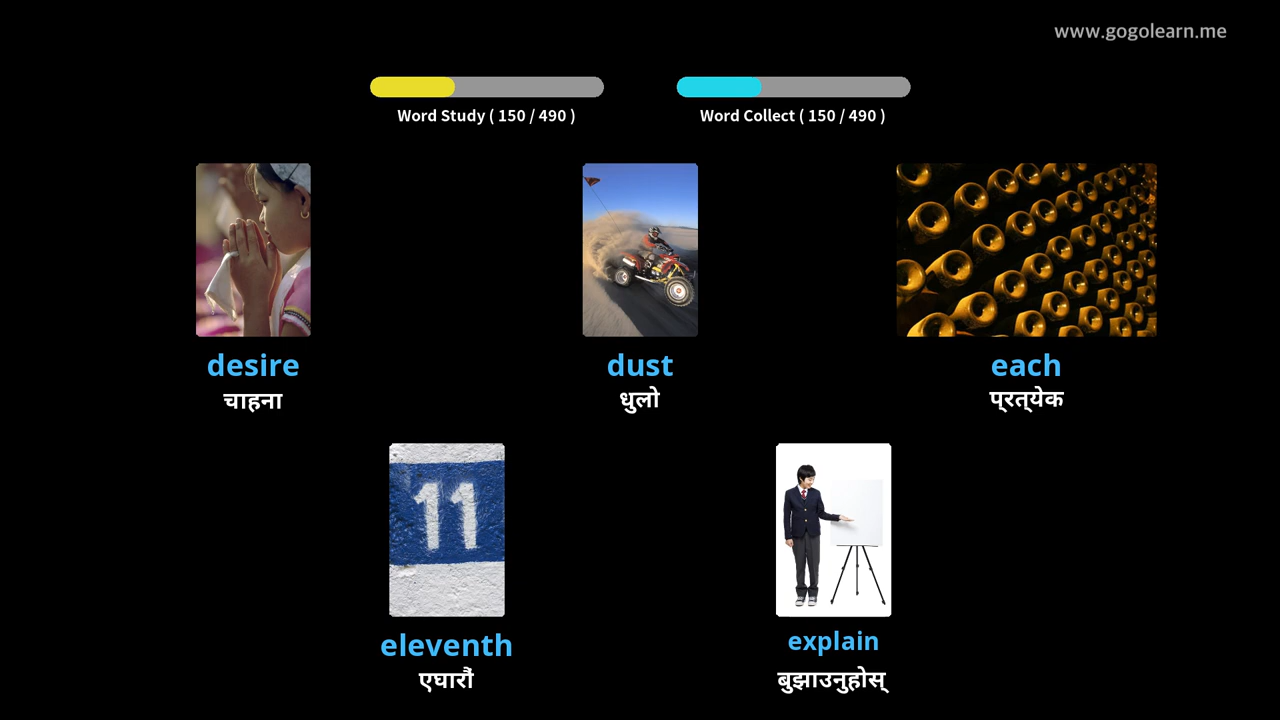 www.gogolearn.me
Word Study ( 150 / 490 )
Word Collect ( 150 / 490 )
desire
चाहना
dust
धुलो
each
प्रत्येक
11
eleventh
एघारौं
explain
बुझाउनुहोस्